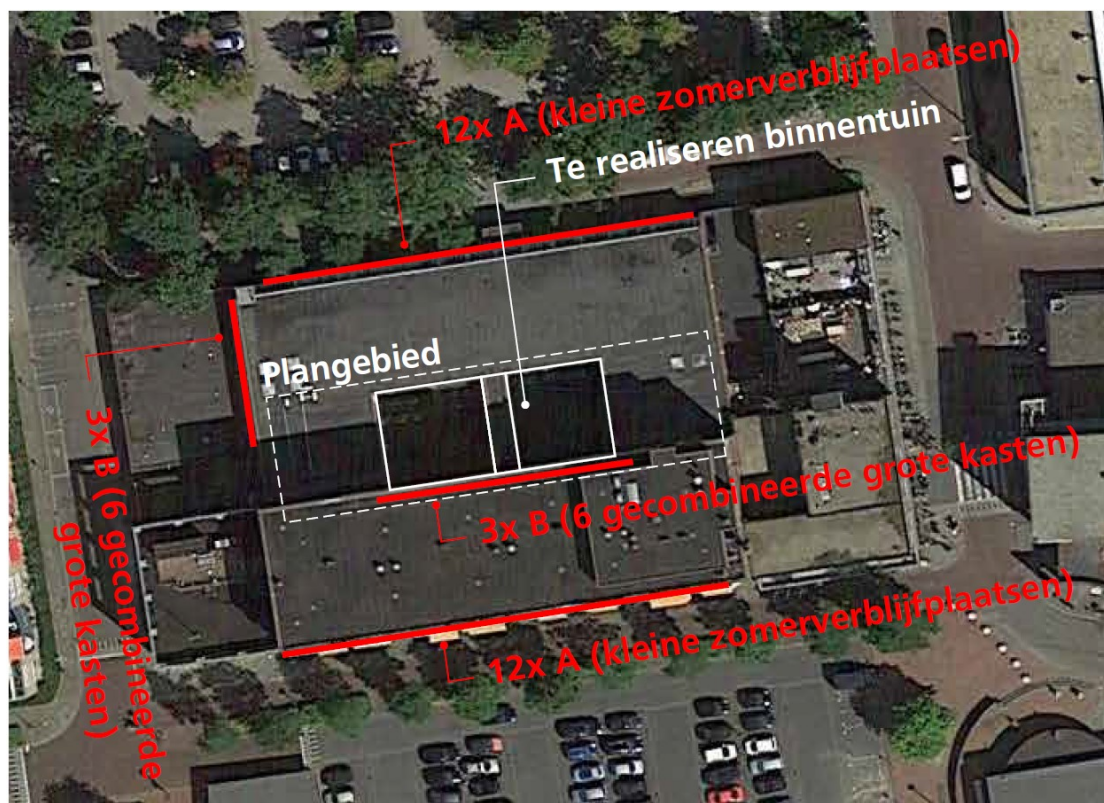 12x A (kleine zomerverblijfplaatsen)
Te realiseren binnentuin
Plangebied
3x B (6 gecombineerde
grote kasten)
3x B (6 gecombineerde grote kasten)
12x A (kleine zomerverblijfplaatsen)